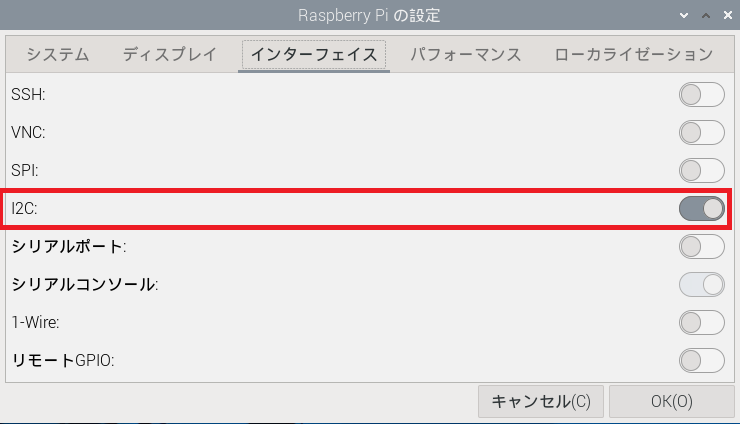 Raspberry Pi の設定
システム ディスプレイ インターフェイス パフォーマンス ローカライゼーション
SSH:
VNC:
SPI:
I2C:
シリアルポート:
シリアルコンソール:
1-Wire:
リモートGPIO:
キャンセル(C) OK(O)